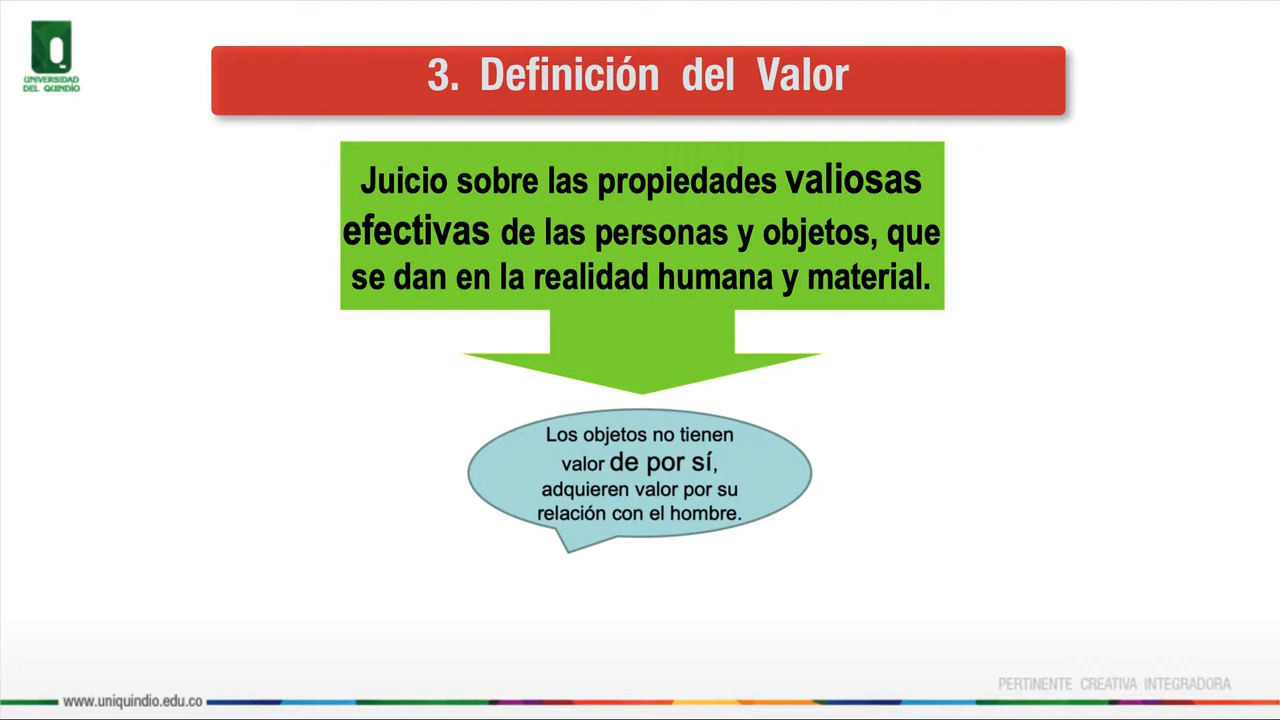 UNIVERSIDAD
DEL QUINDÍO
3. Definición del Valor
Juicio sobre las propiedades valiosas
efectivas de las personas y objetos, que
se dan en la realidad humana y material.
Los objetos no tienen
valor de por sí,
adquieren valor por su
relación con el hombre.
PERTINENTE CREATIVA INTEGRADORA
www.uniquindio.edu.co